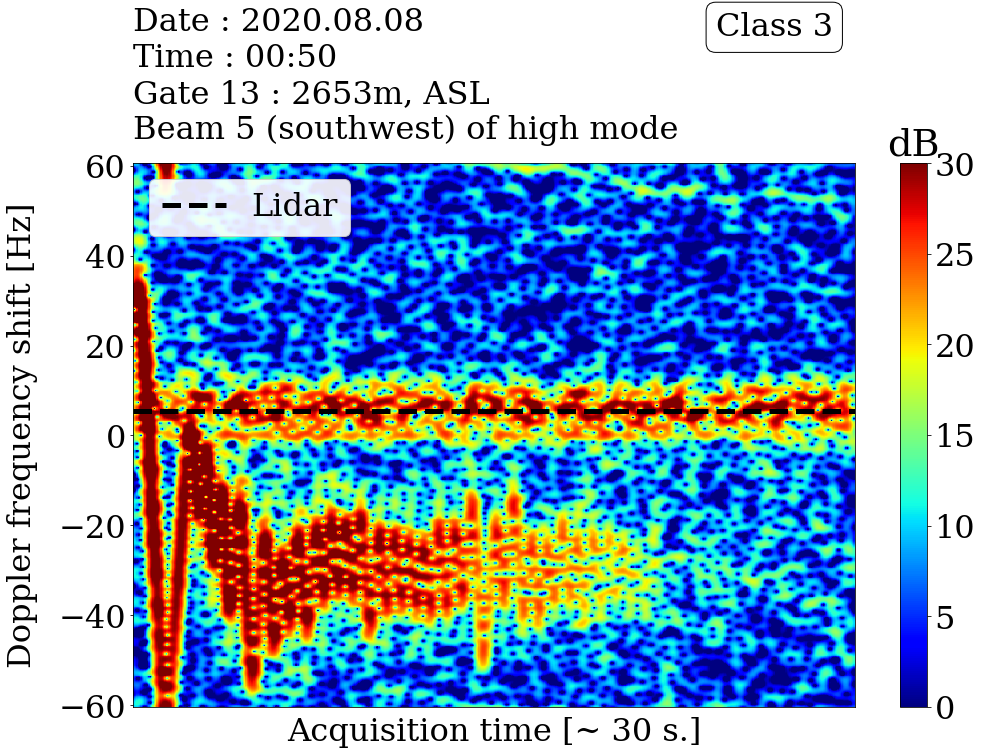 Date : 2020.08.08
Time : 00:50
Gate 13 : 2653m, ASL
Beam 5 (southwest) of high mode
Class 3
dB
Lidar
Doppler frequency shift [Hz]
60
40
20
0
−20
−40
−60
30
25
20
15
10
5
0
Acquisition time [~ 30 s.]